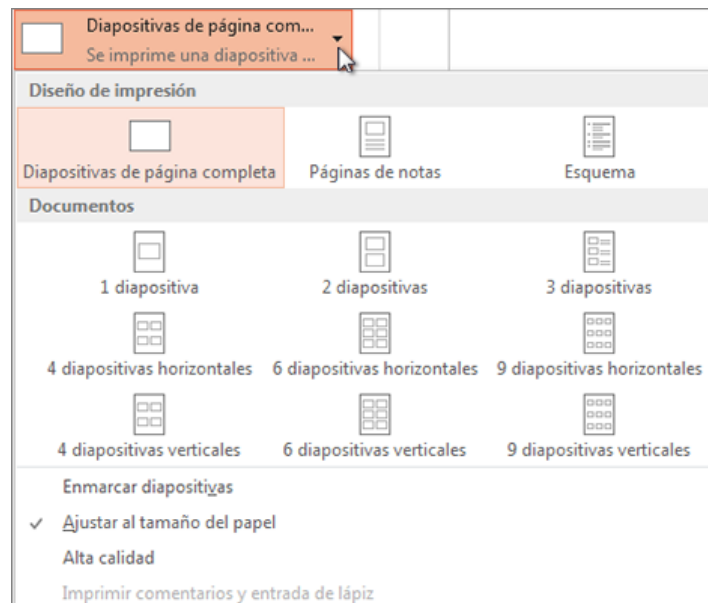 Diapositivas de página com...
Se imprime una diapositiva ...
Diseño de impresión
Diapositivas de página completa Páginas de notas Esquema
Documentos
1 diapositiva 2 diapositivas 3 diapositivas
4 diapositivas horizontales 6 diapositivas horizontales 9 diapositivas horizontales
4 diapositivas verticales 6 diapositivas verticales 9 diapositivas verticales
Enmarcar diapositivas
Ajustar al tamaño del papel
Alta calidad
Imprimir comentarios y entrada de lápiz